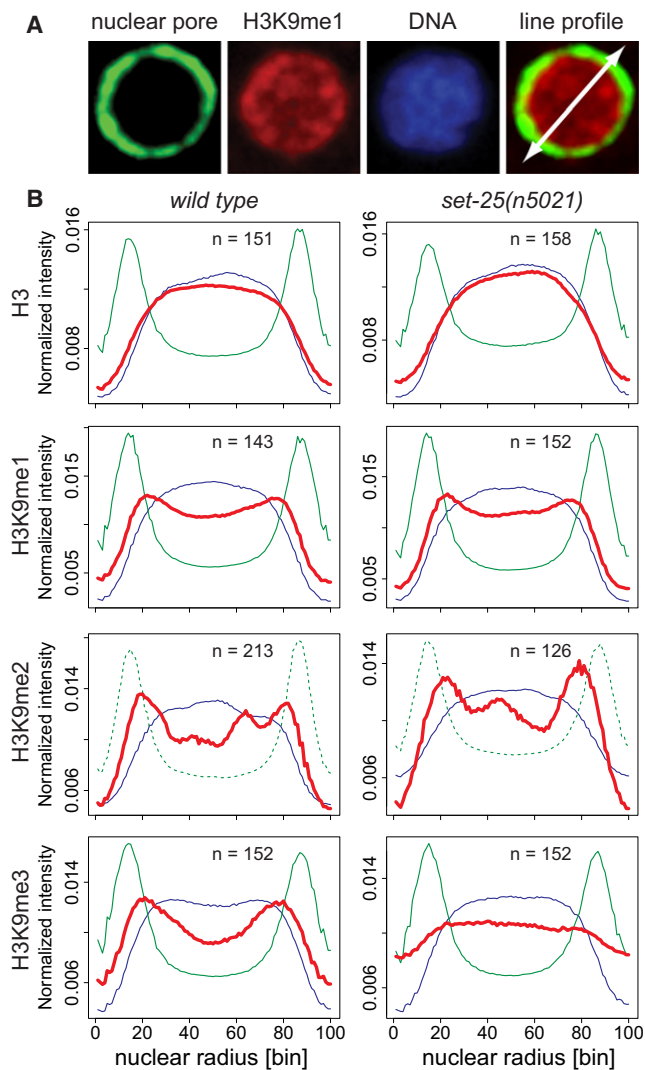 A
nuclear pore H3K9me1 DNA line profile
B
wild type set-25(n5021)
H3
Normalized intensity
0.008 0.016
n = 151
0.008 0.016
n = 158
H3K9me1
Normalized intensity
0.005 0.015
n = 143
0.005 0.015
n = 152
H3K9me2
Normalized intensity
0.006 0.014
n = 213
0.006 0.014
n = 126
H3K9me3
Normalized intensity
0.006 0.014
n = 152
0.006 0.014
n = 152
0 20 40 60 80 100
0 20 40 60 80 100
nuclear radius [bin] nuclear radius [bin]